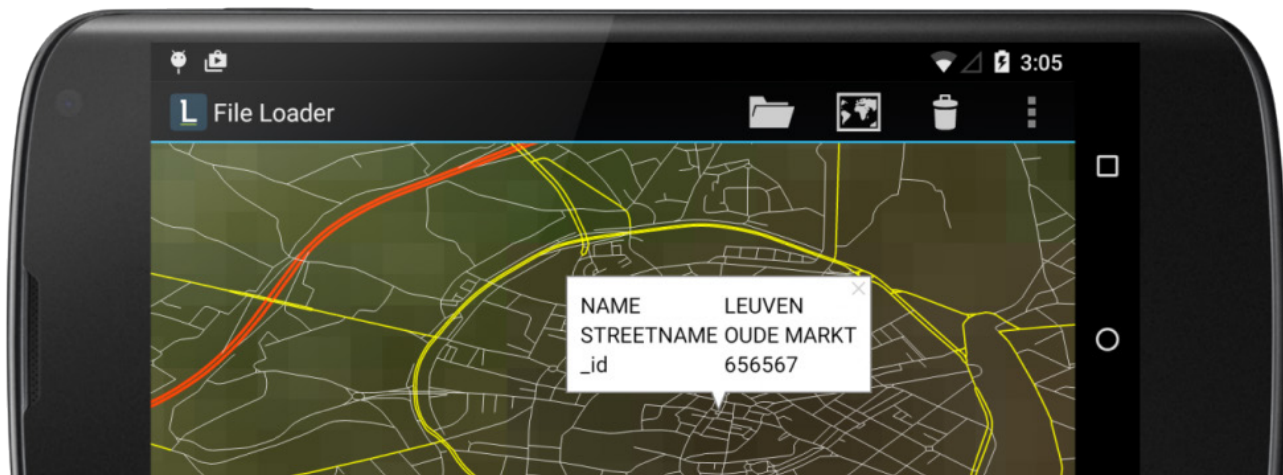 3:05
L File Loader
NAME LEUVEN
STREETNAME OUDE MARKT
_id 656567